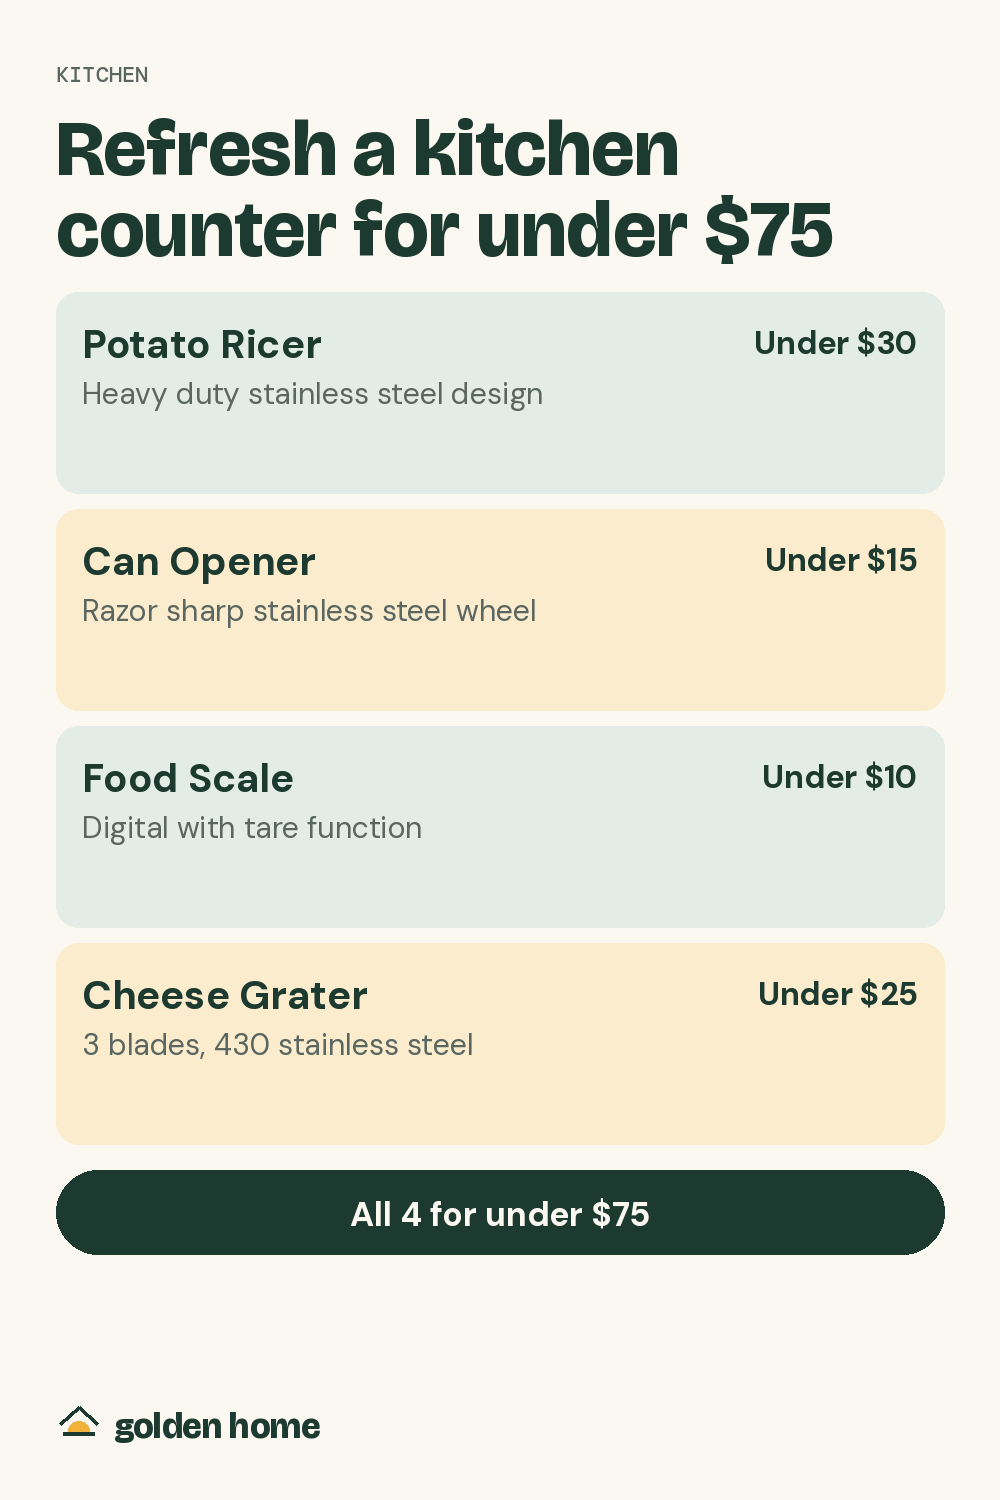 KITCHEN
Refresh a kitchen
counter for under $75
Potato Ricer
Under $30
Heavy duty stainless steel design
Can Opener
Under $15
Razor sharp stainless steel wheel
Food Scale
Under $10
Digital with tare function
Cheese Grater
Under $25
3 blades, 430 stainless steel
All 4 for under $75
golden home